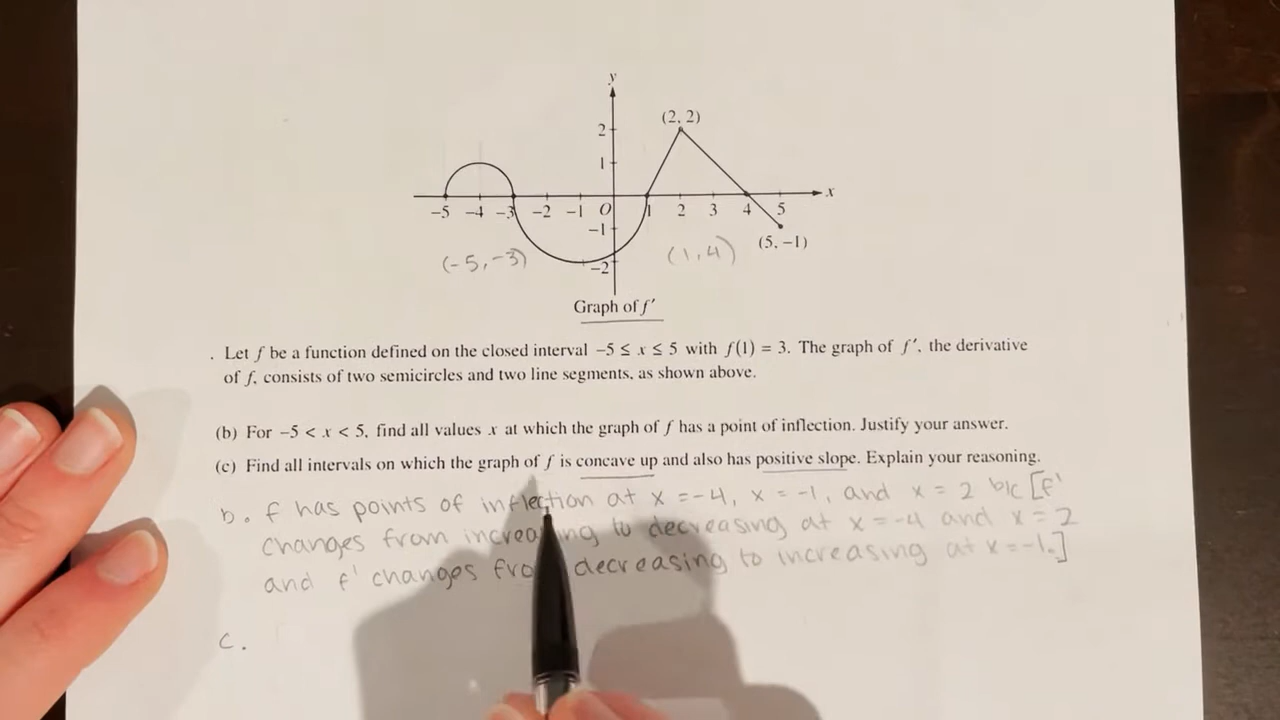 y
(2, 2)
2
1
x
−5 −4 −3 −2 −1 O 1 2 3 4 5
−1
(5, −1)
(-5,-3)
(1,4)
−2
Graph of f′
. Let f be a function defined on the closed interval −5 ≤ x ≤ 5 with f(1) = 3. The graph of f′, the derivative
of f, consists of two semicircles and two line segments, as shown above.
(b) For −5 < x < 5, find all values x at which the graph of f has a point of inflection. Justify your answer.
(c) Find all intervals on which the graph of f is concave up and also has positive slope. Explain your reasoning.
b. f has points of inflection at x = -4, x = -1, and x = 2 b/c [f'
changes from increasing to decreasing at x = -4 and x = 2
and f' changes from decreasing to increasing at x = -1.]
c.